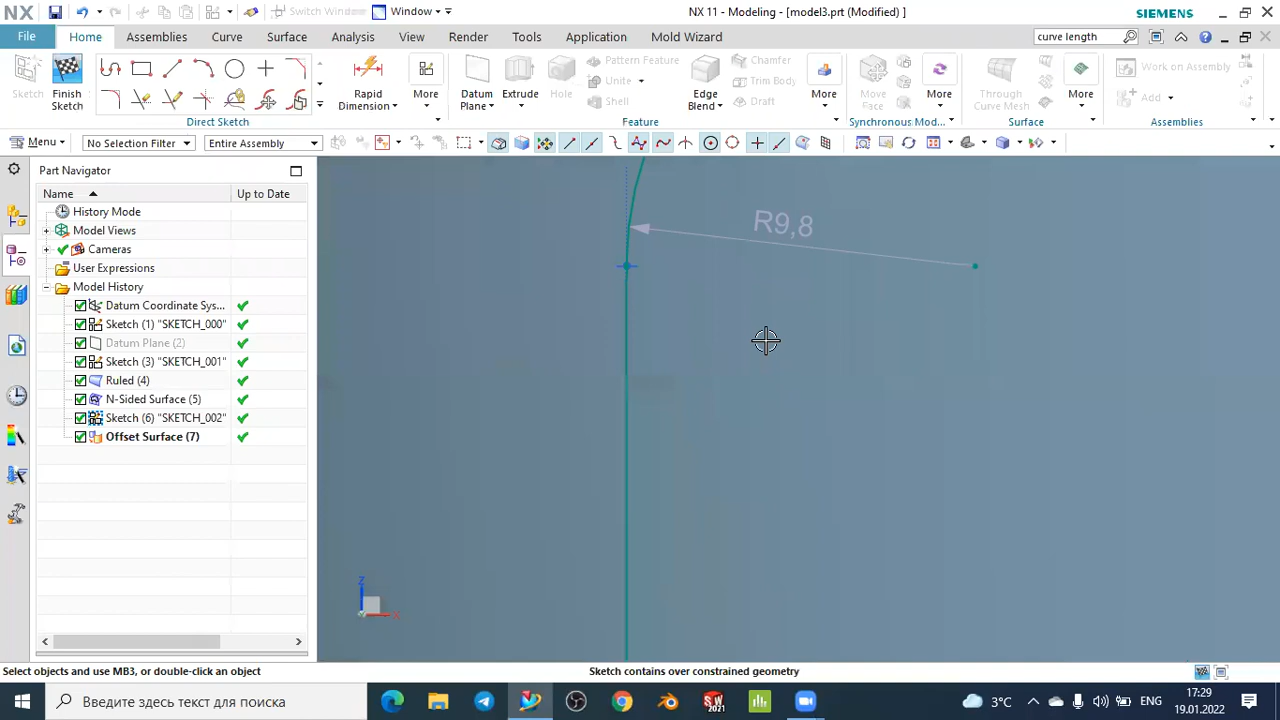 NX
Switch Window
Window
NX 11 - Modeling - [model3.prt (Modified) ]
SIEMENS
File
Home
Assemblies
Curve
Surface
Analysis
View
Render
Tools
Application
Mold Wizard
curve length
Sketch
Finish Sketch
Direct Sketch
Rapid Dimension
More
Datum Plane
Extrude
Hole
Pattern Feature
Unite
Shell
Edge Blend
Chamfer
Trim Body
Draft
More
Feature
Move Face
More
Synchronous Mod...
Through Curve Mesh
More
Surface
Work on Assembly
Add
Assemblies
Menu
No Selection Filter
Entire Assembly
Part Navigator
Name
Up to Date
History Mode
Model Views
Cameras
User Expressions
Model History
Datum Coordinate Sys...
Sketch (1) "SKETCH_000"
Datum Plane (2)
Sketch (3) "SKETCH_001"
Ruled (4)
N-Sided Surface (5)
Sketch (6) "SKETCH_002"
Offset Surface (7)
R9,8
Z
X
Select objects and use MB3, or double-click an object
Sketch contains over constrained geometry
Введите здесь текст для поиска
SW
2021
3°C
ENG
17:29
19.01.2022